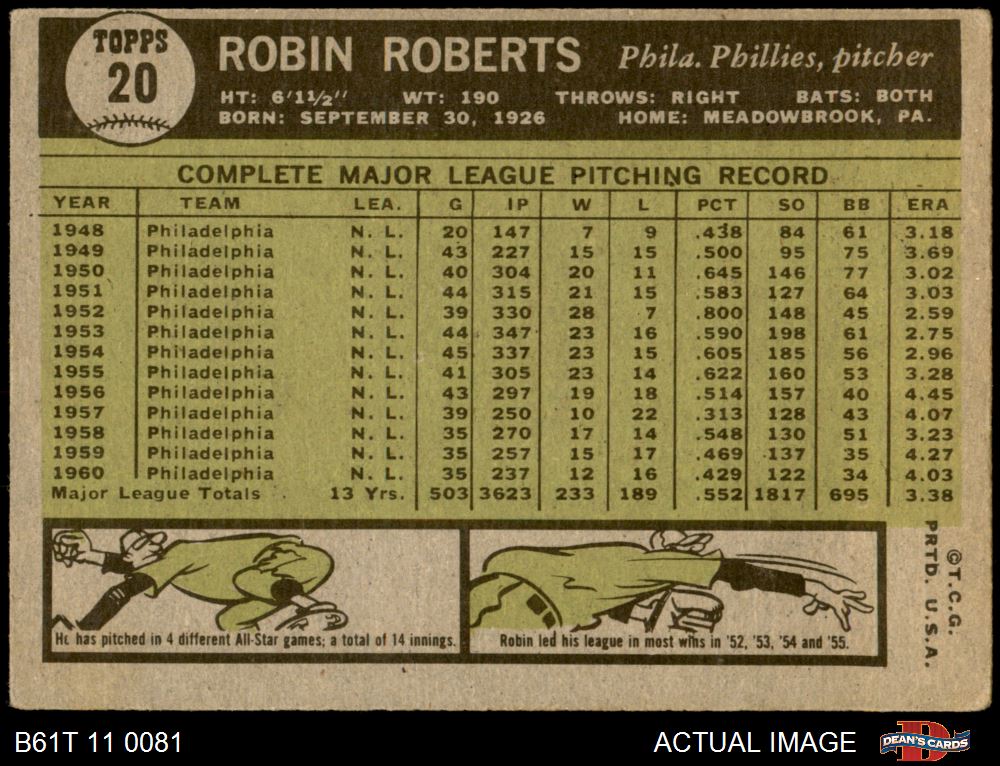 TOPPS
20
ROBIN ROBERTS Phila. Phillies, pitcher
HT: 6'1½" WT: 190 THROWS: RIGHT BATS: BOTH
BORN: SEPTEMBER 30, 1926 HOME: MEADOWBROOK, PA.
COMPLETE MAJOR LEAGUE PITCHING RECORD
YEAR TEAM LEA. G IP W L PCT SO BB ERA
1948 Philadelphia N. L. 20 147 7 9 .438 84 61 3.18
1949 Philadelphia N. L. 43 227 15 15 .500 95 75 3.69
1950 Philadelphia N. L. 40 304 20 11 .645 146 77 3.02
1951 Philadelphia N. L. 44 315 21 15 .583 127 64 3.03
1952 Philadelphia N. L. 39 330 28 7 .800 148 45 2.59
1953 Philadelphia N. L. 44 347 23 16 .590 198 61 2.75
1954 Philadelphia N. L. 45 337 23 15 .605 185 56 2.96
1955 Philadelphia N. L. 41 305 23 14 .622 160 53 3.28
1956 Philadelphia N. L. 43 297 19 18 .514 157 40 4.45
1957 Philadelphia N. L. 39 250 10 22 .313 128 43 4.07
1958 Philadelphia N. L. 35 270 17 14 .548 130 51 3.23
1959 Philadelphia N. L. 35 257 15 17 .469 137 35 4.27
1960 Philadelphia N. L. 35 237 12 16 .429 122 34 4.03
Major League Totals 13 Yrs. 503 3623 233 189 .552 1817 695 3.38
He has pitched in 4 different All-Star games; a total of 14 innings.
Robin led his league in most wins in '52, '53, '54 and '55.
©T.C.G.
PRTD. U.S.A.
B61T 11 0081
ACTUAL IMAGE
D
DEAN'S CARDS